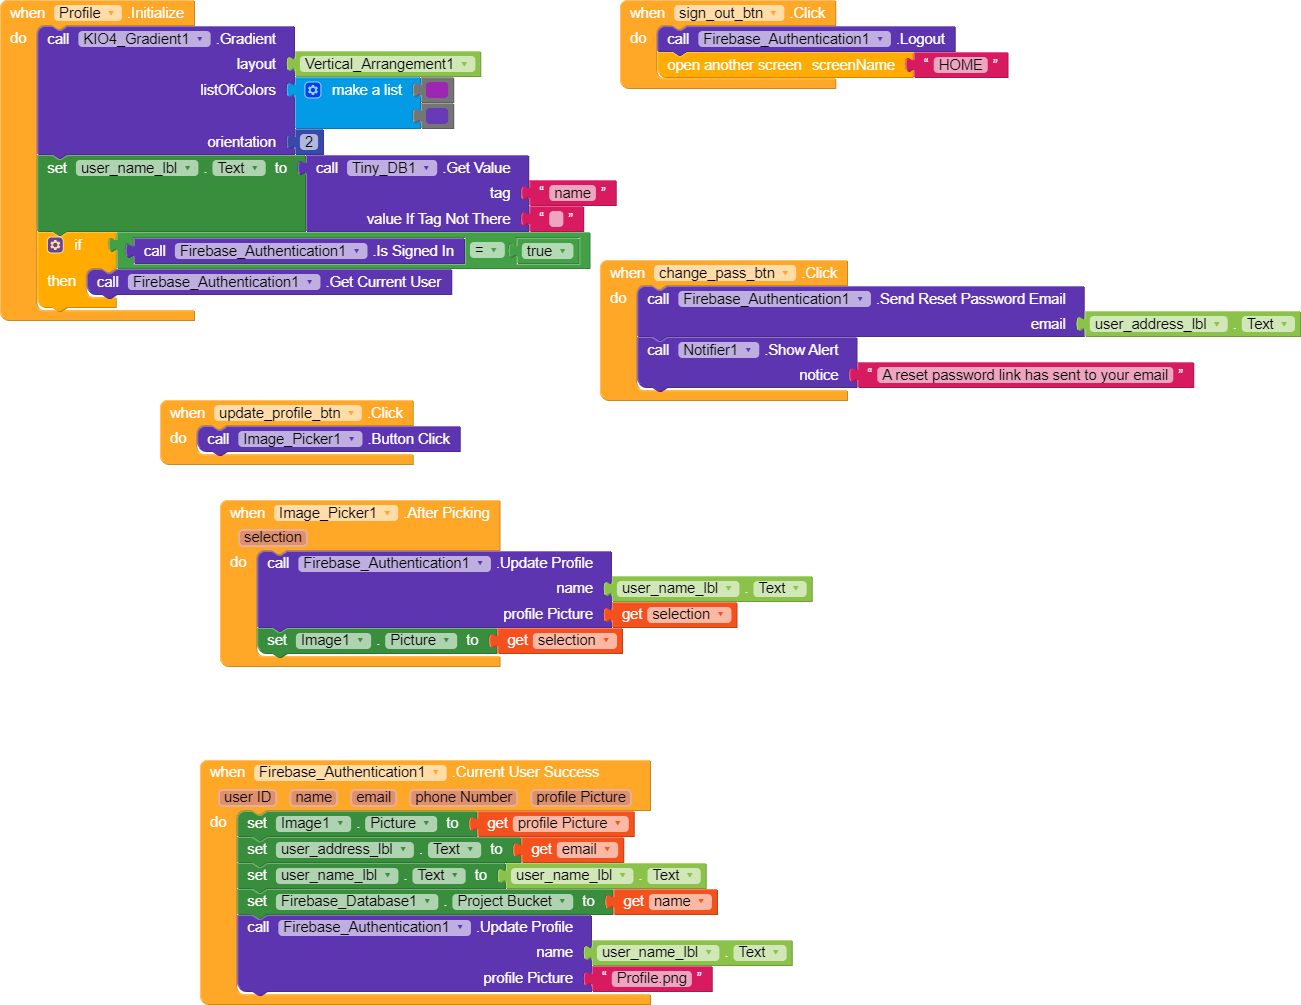 when Profile .Initialize
do call KIO4_Gradient1 .Gradient
layout Vertical_Arrangement1
listOfColors make a list
orientation 2
set user_name_lbl . Text to call Tiny_DB1 .Get Value
tag “ name ”
value If Tag Not There “ ”
if call Firebase_Authentication1 .Is Signed In = true
then call Firebase_Authentication1 .Get Current User
when sign_out_btn .Click
do call Firebase_Authentication1 .Logout
open another screen screenName “ HOME ”
when change_pass_btn .Click
do call Firebase_Authentication1 .Send Reset Password Email
email user_address_lbl . Text
call Notifier1 .Show Alert
notice “ A reset password link has sent to your email ”
when update_profile_btn .Click
do call Image_Picker1 .Button Click
when Image_Picker1 .After Picking
selection
do call Firebase_Authentication1 .Update Profile
name user_name_lbl . Text
profile Picture get selection
set Image1 . Picture to get selection
when Firebase_Authentication1 .Current User Success
user ID name email phone Number profile Picture
do set Image1 . Picture to get profile Picture
set user_address_lbl . Text to get email
set user_name_lbl . Text to user_name_lbl . Text
set Firebase_Database1 . Project Bucket to get name
call Firebase_Authentication1 .Update Profile
name user_name_lbl . Text
profile Picture “ Profile.png ”